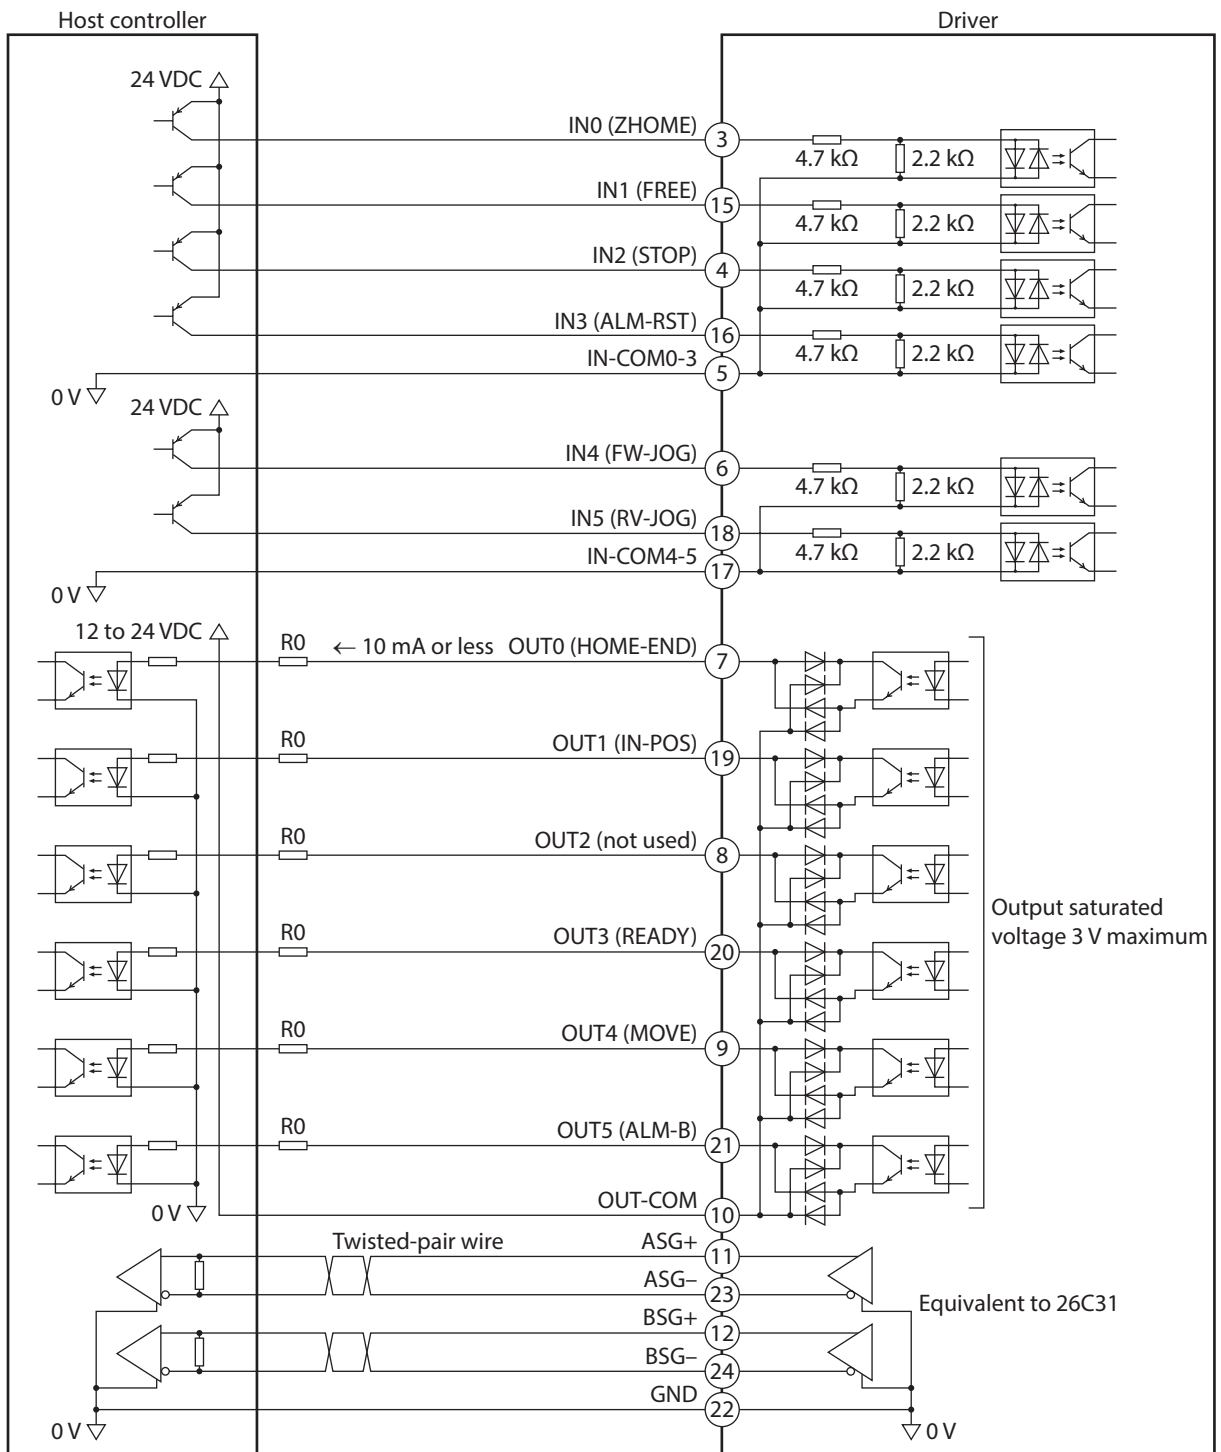 Host controller
Driver
24 VDC
IN0 (ZHOME)
3
4.7 kΩ
2.2 kΩ
IN1 (FREE)
15
4.7 kΩ
2.2 kΩ
IN2 (STOP)
4
4.7 kΩ
2.2 kΩ
IN3 (ALM-RST)
16
4.7 kΩ
2.2 kΩ
IN-COM0-3
5
0 V
24 VDC
IN4 (FW-JOG)
6
4.7 kΩ
2.2 kΩ
IN5 (RV-JOG)
18
4.7 kΩ
2.2 kΩ
IN-COM4-5
17
0 V
12 to 24 VDC
R0
← 10 mA or less
OUT0 (HOME-END)
7
R0
OUT1 (IN-POS)
19
R0
OUT2 (not used)
8
Output saturated
voltage 3 V maximum
R0
OUT3 (READY)
20
R0
OUT4 (MOVE)
9
R0
OUT5 (ALM-B)
21
0 V
OUT-COM
10
Twisted-pair wire
ASG+
11
ASG–
23
Equivalent to 26C31
BSG+
12
BSG–
24
GND
22
0 V
0 V